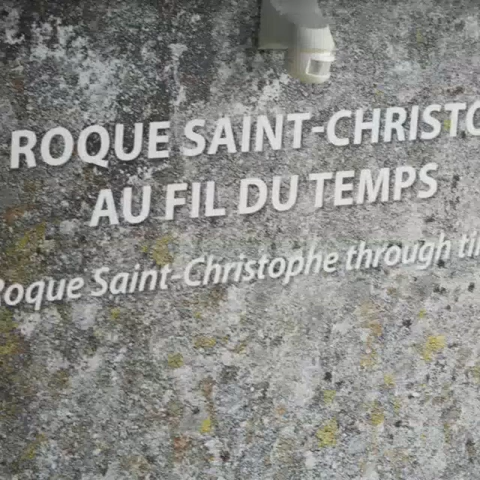 ROQUE SAINT-CHRISTO
AU FIL DU TEMPS
Roque Saint-Christophe through ti